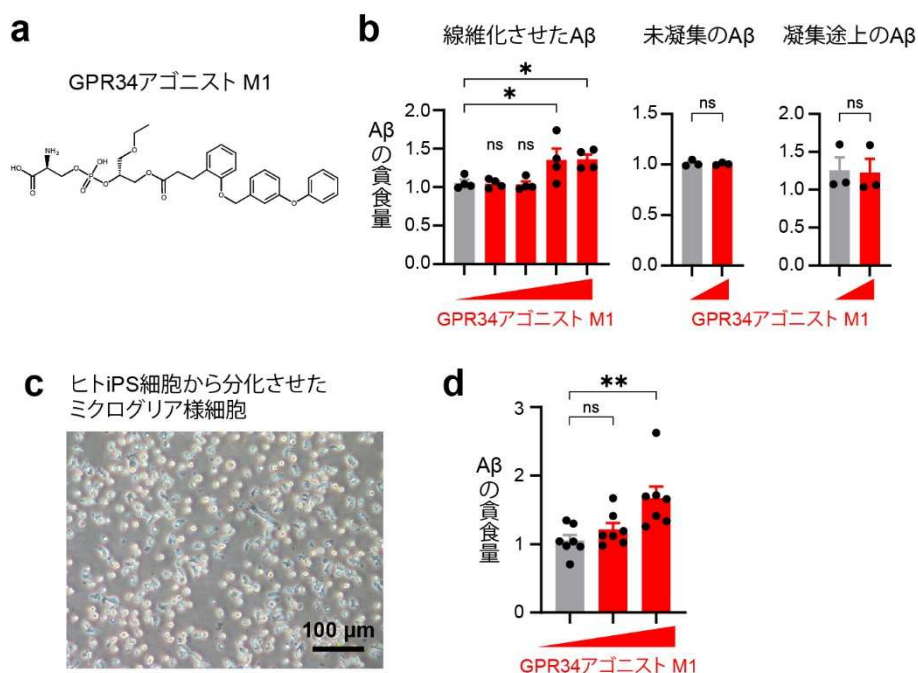 a
GPR34アゴニスト M1
HO
NH₂
O
O
P
OH
O
O
O
O
O
O
O
b
線維化させたAβ
未凝集のAβ
凝集途上のAβ
Aβの貪食量
2.0
1.5
1.0
0.5
0.0
*
*
ns
ns
GPR34アゴニスト M1
1.5
1.0
0.5
0.0
ns
2.0
1.5
1.0
0.5
0.0
ns
GPR34アゴニスト M1
c
ヒトiPS細胞から分化させた
ミクログリア様細胞
100 µm
d
Aβの貪食量
3
2
1
0
**
ns
GPR34アゴニスト M1